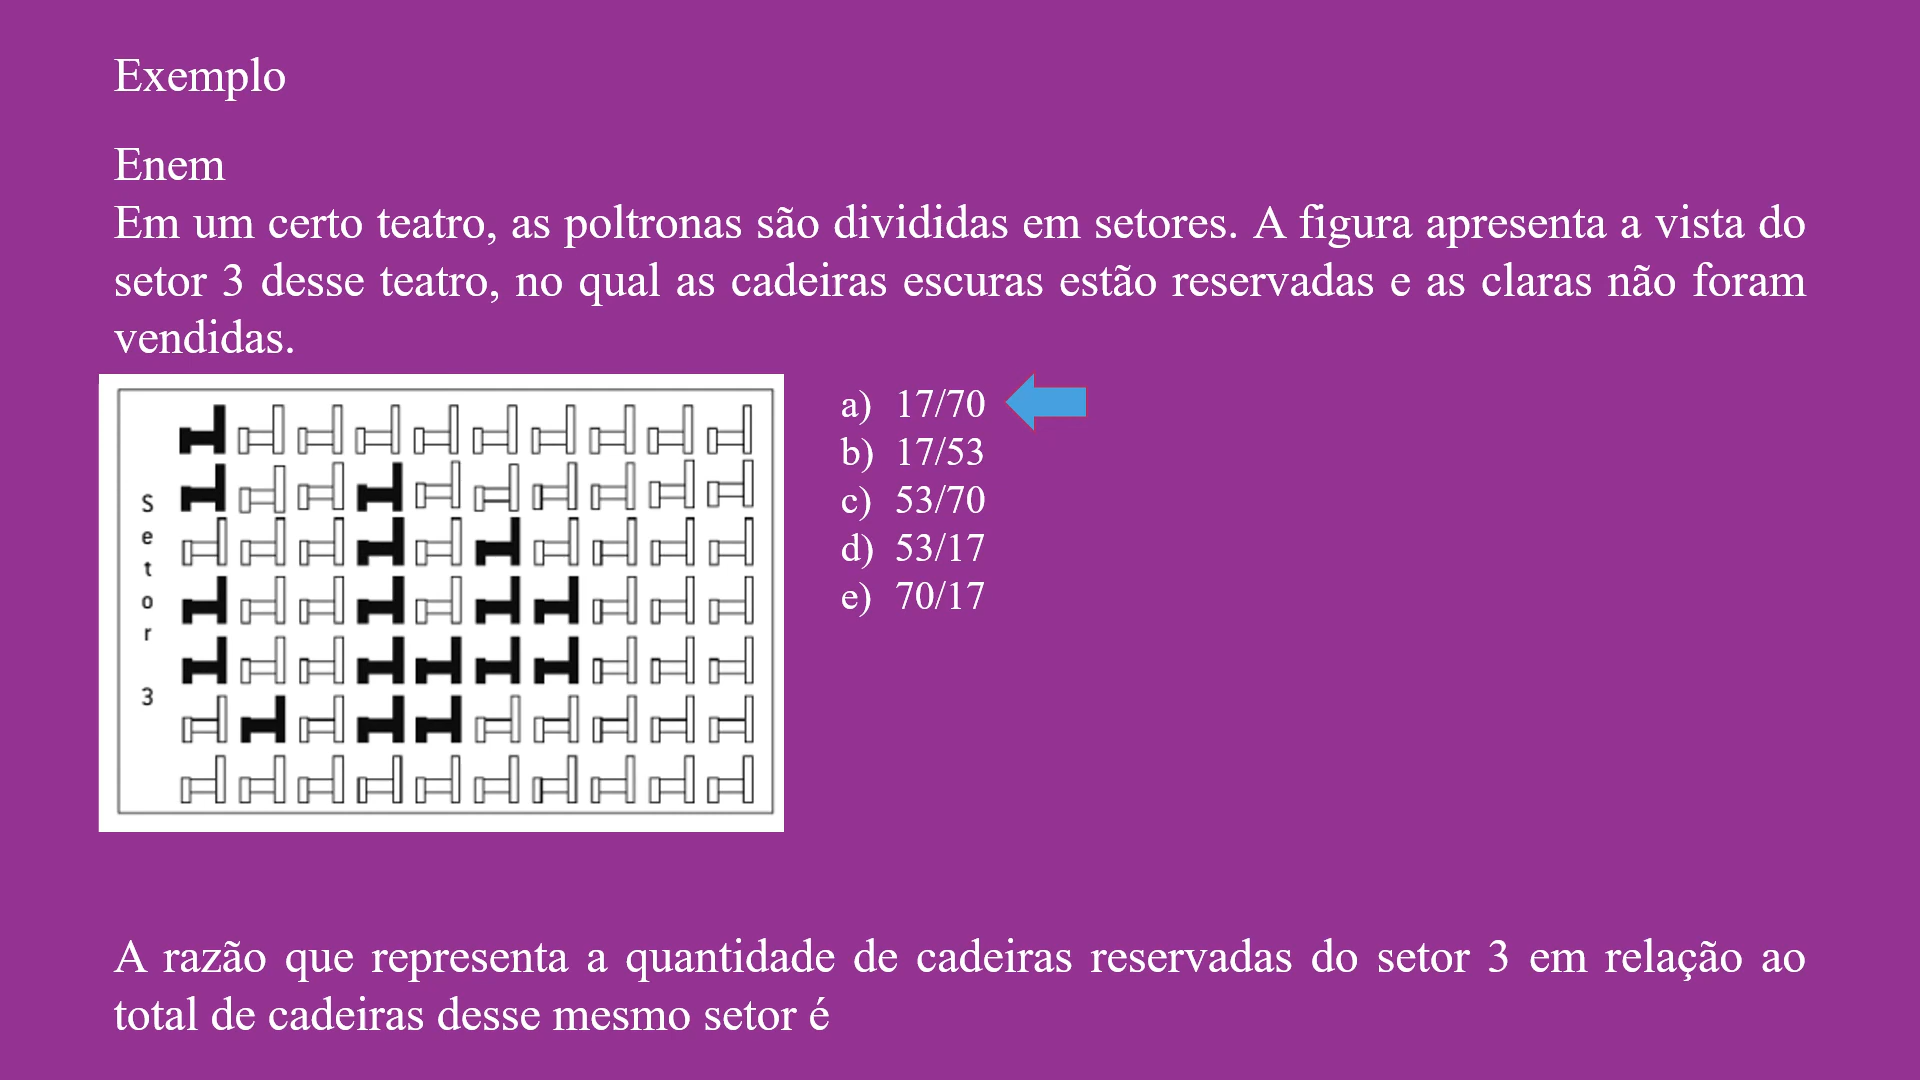 Exemplo
Enem
Em um certo teatro, as poltronas são divididas em setores. A figura apresenta a vista do
setor 3 desse teatro, no qual as cadeiras escuras estão reservadas e as claras não foram
vendidas.
Setor 3
a) 17/70
b) 17/53
c) 53/70
d) 53/17
e) 70/17
A razão que representa a quantidade de cadeiras reservadas do setor 3 em relação ao
total de cadeiras desse mesmo setor é